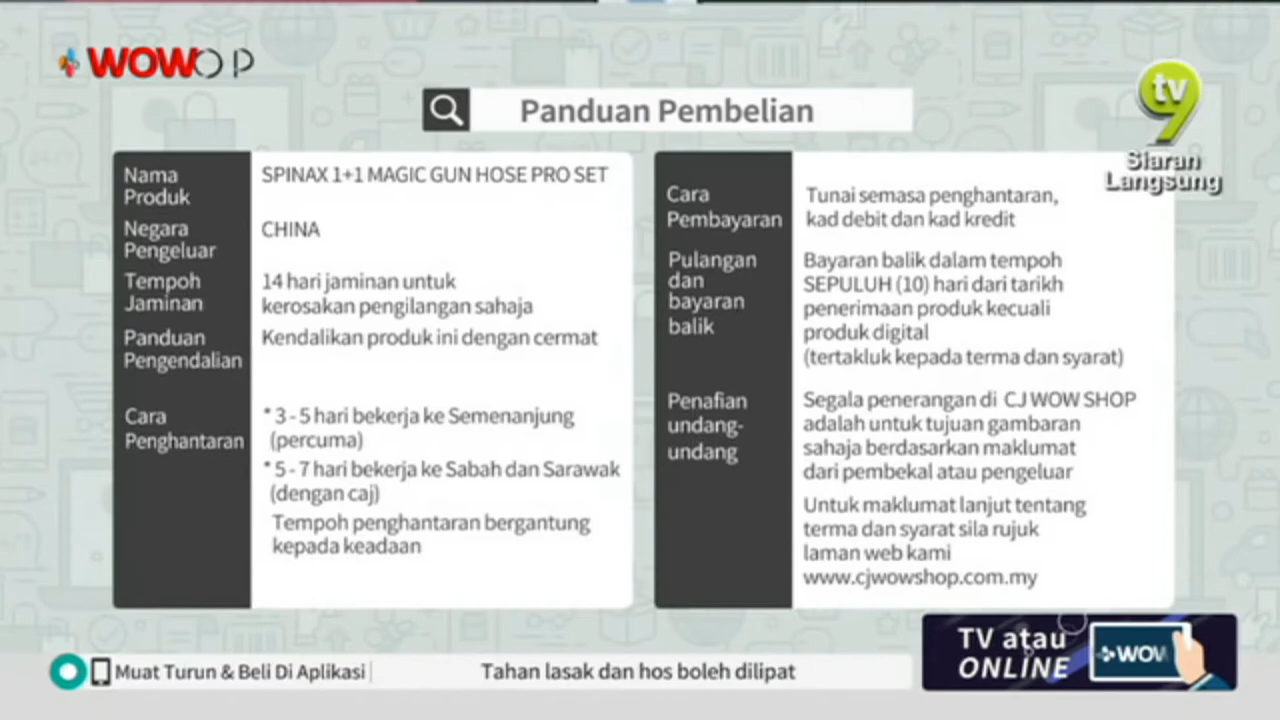 WOW OP
Panduan Pembelian
tv
9
Siaran
Langsung
Nama
Produk
SPINAX 1+1 MAGIC GUN HOSE PRO SET
Negara
Pengeluar
CHINA
Tempoh
Jaminan
14 hari jaminan untuk
kerosakan pengilangan sahaja
Panduan
Pengendalian
Kendalikan produk ini dengan cermat
Cara
Penghantaran
* 3 - 5 hari bekerja ke Semenanjung
(percuma)
* 5 - 7 hari bekerja ke Sabah dan Sarawak
(dengan caj)
Tempoh penghantaran bergantung
kepada keadaan
Cara
Pembayaran
Tunai semasa penghantaran,
kad debit dan kad kredit
Pulangan
dan
bayaran
balik
Bayaran balik dalam tempoh
SEPULUH (10) hari dari tarikh
penerimaan produk kecuali
produk digital
(tertakluk kepada terma dan syarat)
Penafian
undang-
undang
Segala penerangan di CJ WOW SHOP
adalah untuk tujuan gambaran
sahaja berdasarkan maklumat
dari pembekal atau pengeluar
Untuk maklumat lanjut tentang
terma dan syarat sila rujuk
laman web kami
www.cjwowshop.com.my
Muat Turun & Beli Di Aplikasi
Tahan lasak dan hos boleh dilipat
TV atau
ONLINE
WOW